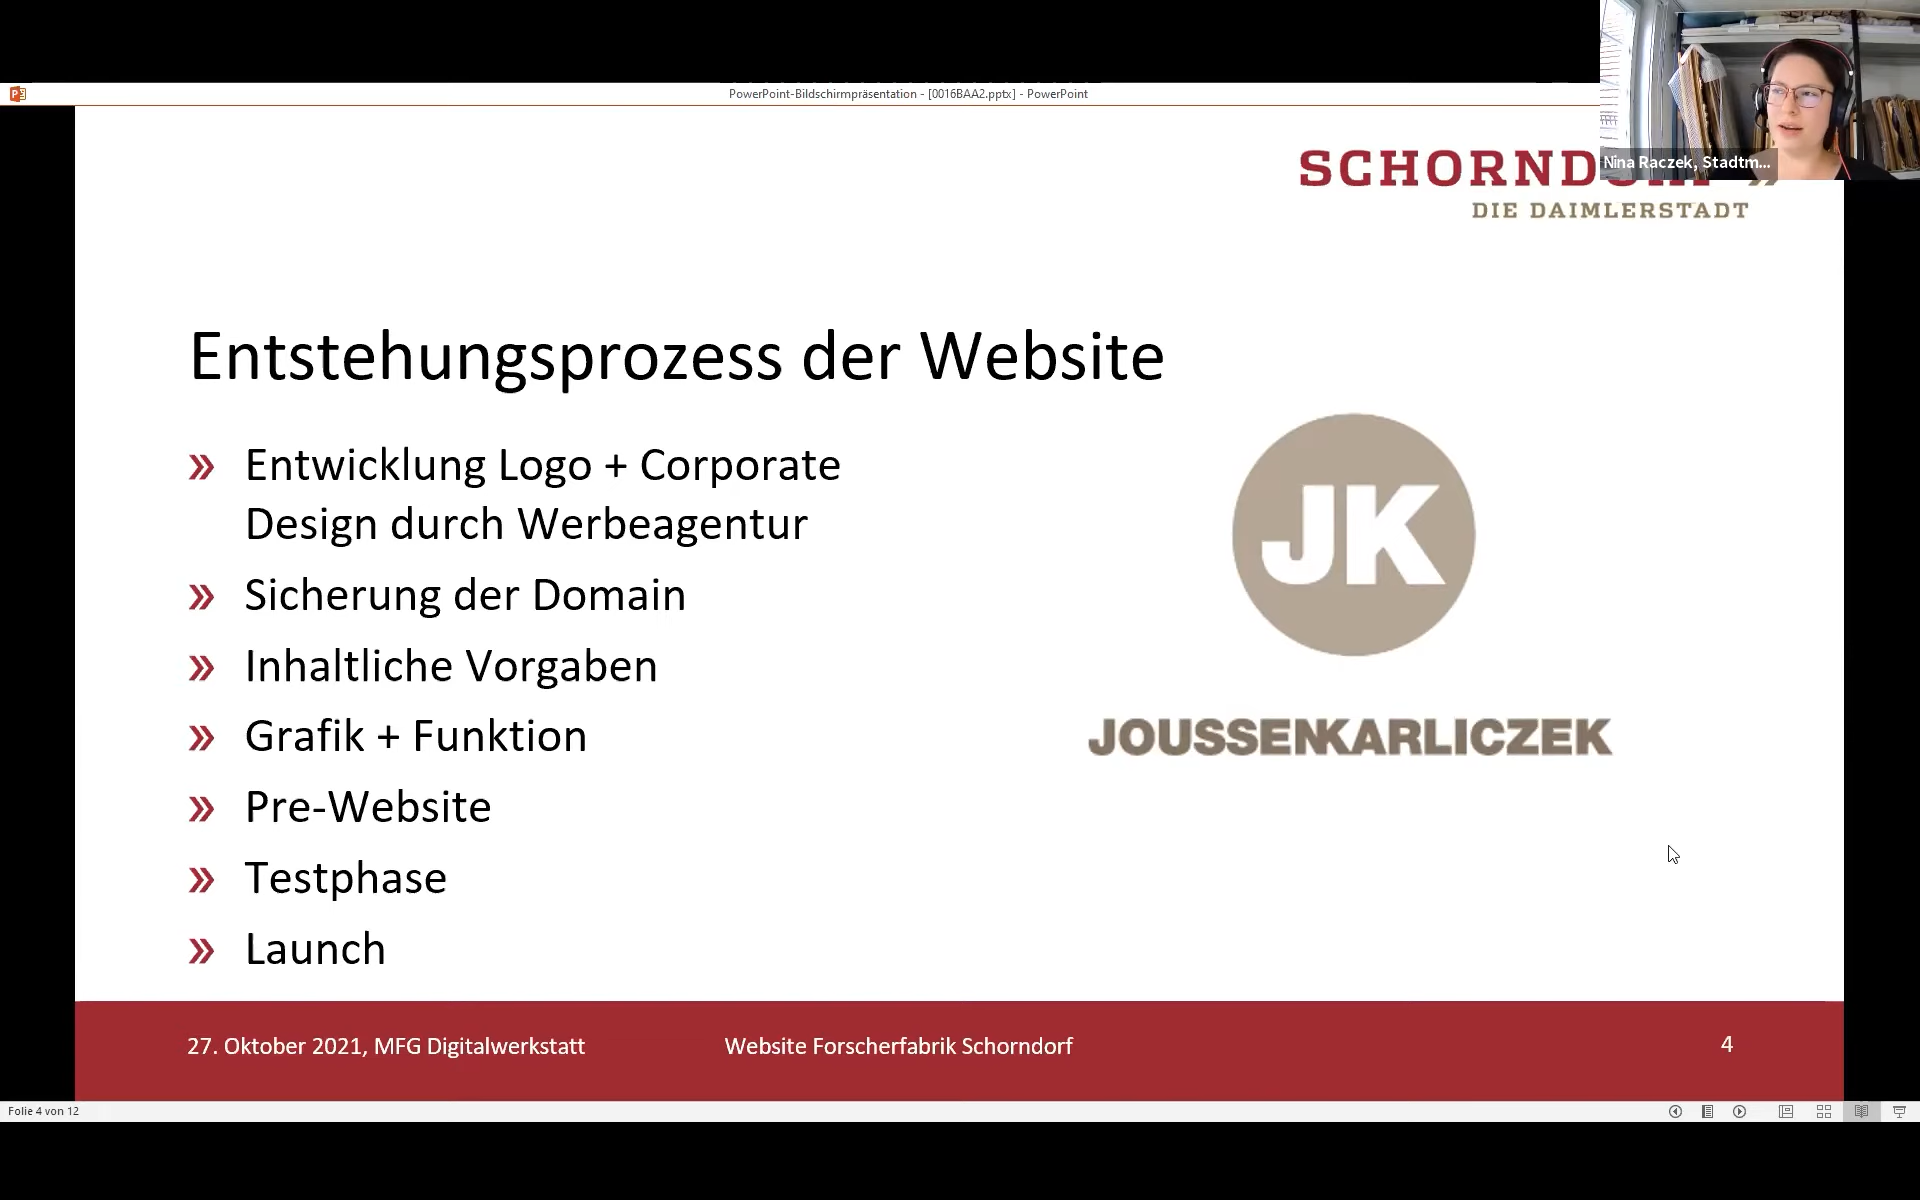 PowerPoint-Bildschirmpräsentation - [0016BAA2.pptx] - PowerPoint
Nina Raczek, Stadtm...
DIE DAIMLERSTADT
Entstehungsprozess der Website
» Entwicklung Logo + Corporate
Design durch Werbeagentur
» Sicherung der Domain
» Inhaltliche Vorgaben
» Grafik + Funktion
» Pre-Website
» Testphase
» Launch
JK
JOUSSENKARLICZEK
27. Oktober 2021, MFG Digitalwerkstatt
Website Forscherfabrik Schorndorf
4
Folie 4 von 12